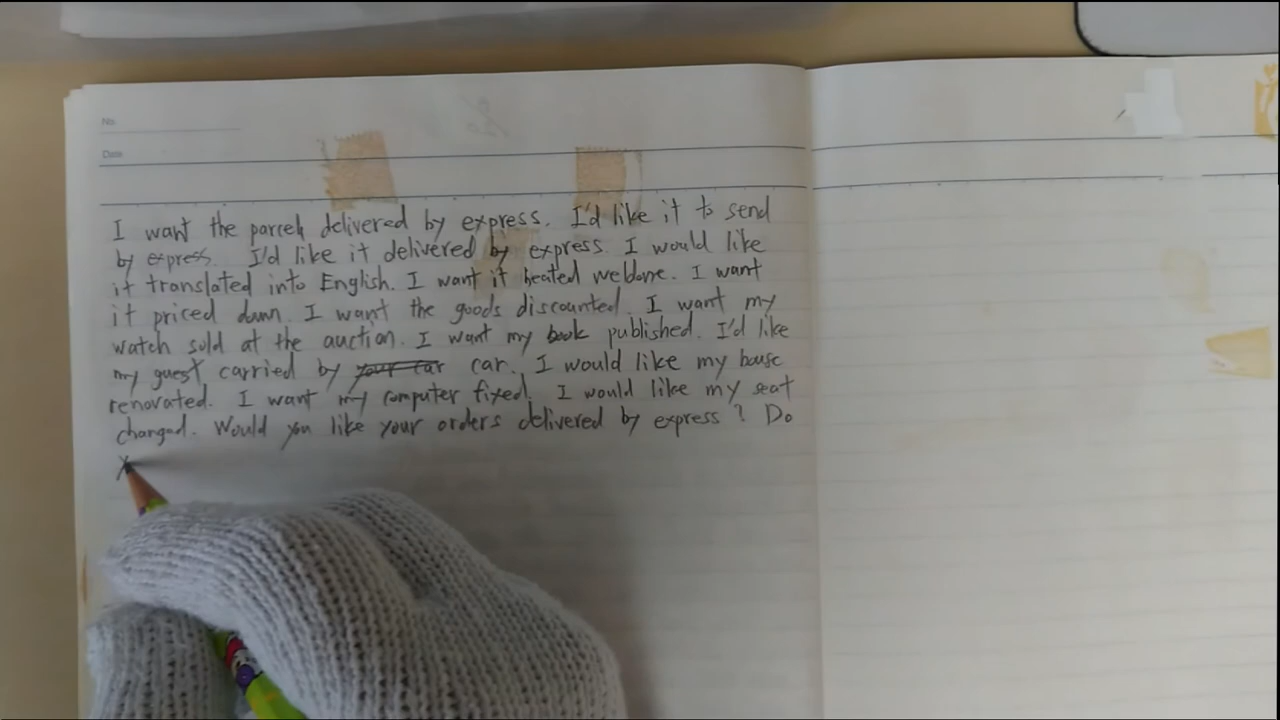 No.
Date
I want the parcel delivered by express. I'd like it to send
by express. I'd like it delivered by express. I would like
it translated into English. I want it heated weldone. I want
it priced down. I want the goods discounted. I want my
watch sold at the auction. I want my book published. I'd like
my guest carried by your car car. I would like my house
renovated. I want my computer fixed. I would like my seat
changed. Would you like your orders delivered by express? Do